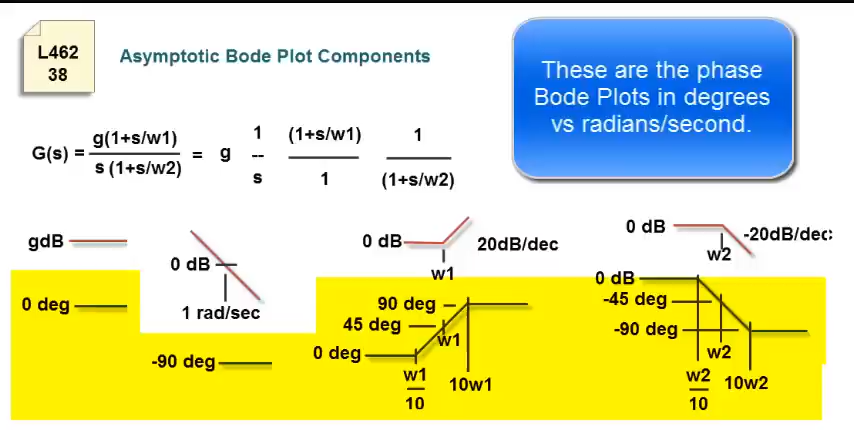 L462
38
Asymptotic Bode Plot Components
These are the phase
Bode Plots in degrees
vs radians/second.
G(s) = g(1+s/w1) = g 1 (1+s/w1) 1
s (1+s/w2) -- s 1 (1+s/w2)
gdB
0 dB
1 rad/sec
0 dB
20dB/dec
w1
0 dB
-20dB/dec
w2
0 deg
-90 deg
90 deg
45 deg
w1
0 deg
w1
10
10w1
0 dB
-45 deg
-90 deg
w2
w2
10
10w2